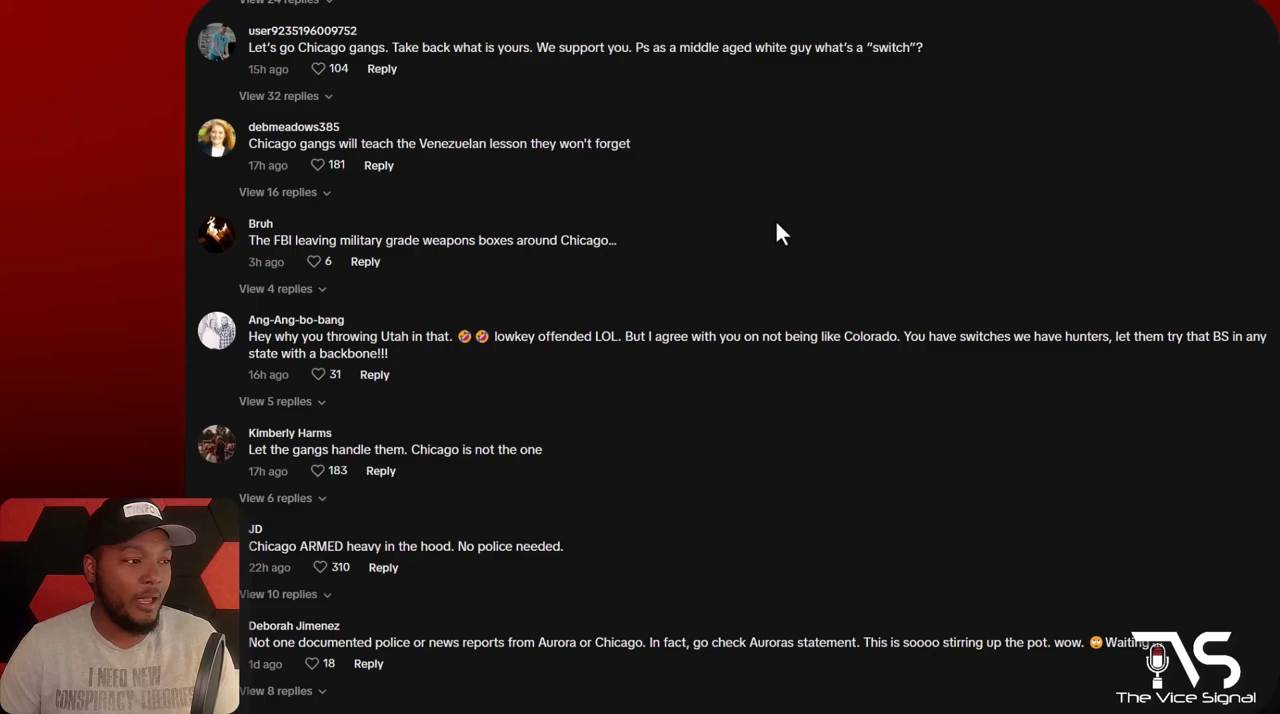 View 24 replies
user9235196009752
Let's go Chicago gangs. Take back what is yours. We support you. Ps as a middle aged white guy what's a “switch”?
15h ago 104 Reply
View 32 replies
debmeadows385
Chicago gangs will teach the Venezuelan lesson they won't forget
17h ago 181 Reply
View 16 replies
Bruh
The FBI leaving military grade weapons boxes around Chicago...
3h ago 6 Reply
View 4 replies
Ang-Ang-bo-bang
Hey why you throwing Utah in that. 🤣🤣 lowkey offended LOL. But I agree with you on not being like Colorado. You have switches we have hunters, let them try that BS in any
state with a backbone!!!
16h ago 31 Reply
View 5 replies
Kimberly Harms
Let the gangs handle them. Chicago is not the one
17h ago 183 Reply
View 6 replies
JD
Chicago ARMED heavy in the hood. No police needed.
22h ago 310 Reply
View 10 replies
Deborah Jimenez
Not one documented police or news reports from Aurora or Chicago. In fact, go check Auroras statement. This is soooo stirring up the pot. wow. 🙄Waiting
1d ago 18 Reply
View 8 replies
I NEED NEW
CONSPIRACY THEORIES
TVS
The Vice Signal